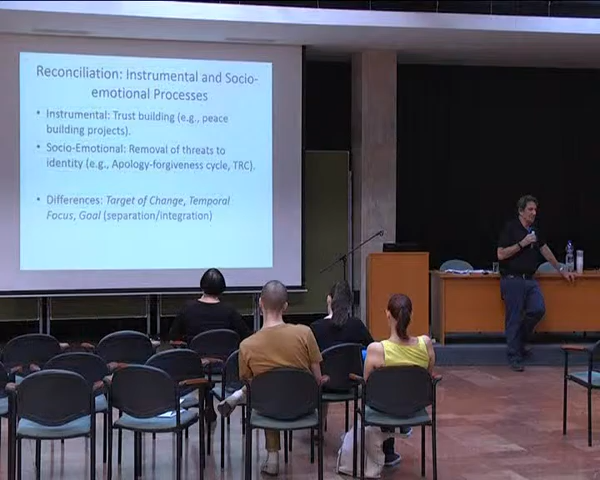 Reconciliation: Instrumental and Socio-
emotional Processes
• Instrumental: Trust building (e.g., peace
building projects).
• Socio-Emotional: Removal of threats to
identity (e.g., Apology-forgiveness cycle, TRC).
• Differences: Target of Change, Temporal
Focus, Goal (separation/integration)